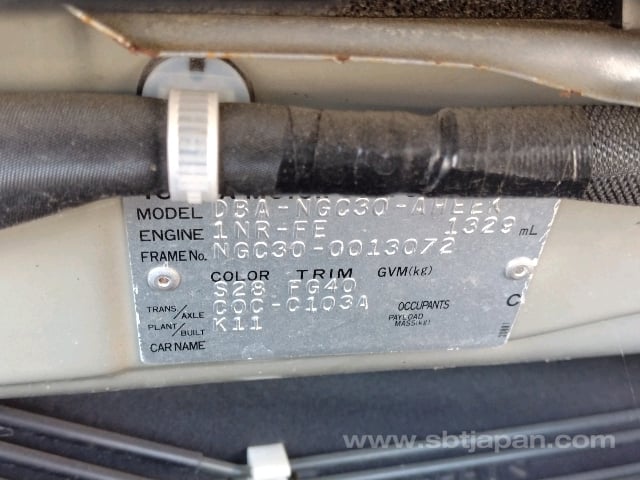 MODEL DBA-NGC30-AHEEK
ENGINE 1NR-FE 1329 mL
FRAME No. NGC30-0013072
COLOR TRIM GVM(kg)
S28 FG40
TRANS/AXLE C0C-C103A OCCUPANTS C
PLANT/BUILT K11 PAYLOAD MASS(kg)
CAR NAME
www.sbtjapan.com